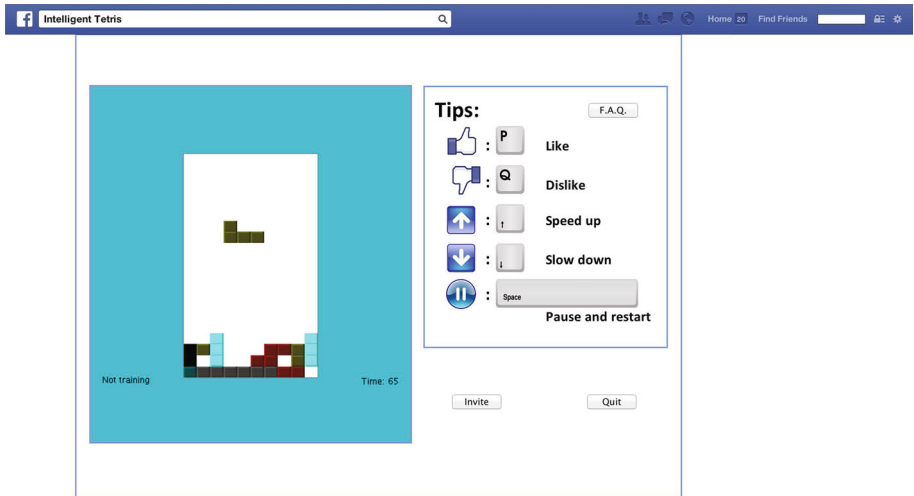 f Intelligent Tetris Home 20 Find Friends
Tips: F.A.Q.
: P Like
: Q Dislike
: ↑ Speed up
: ↓ Slow down
: Space
Pause and restart
Not training Time: 65
Invite Quit